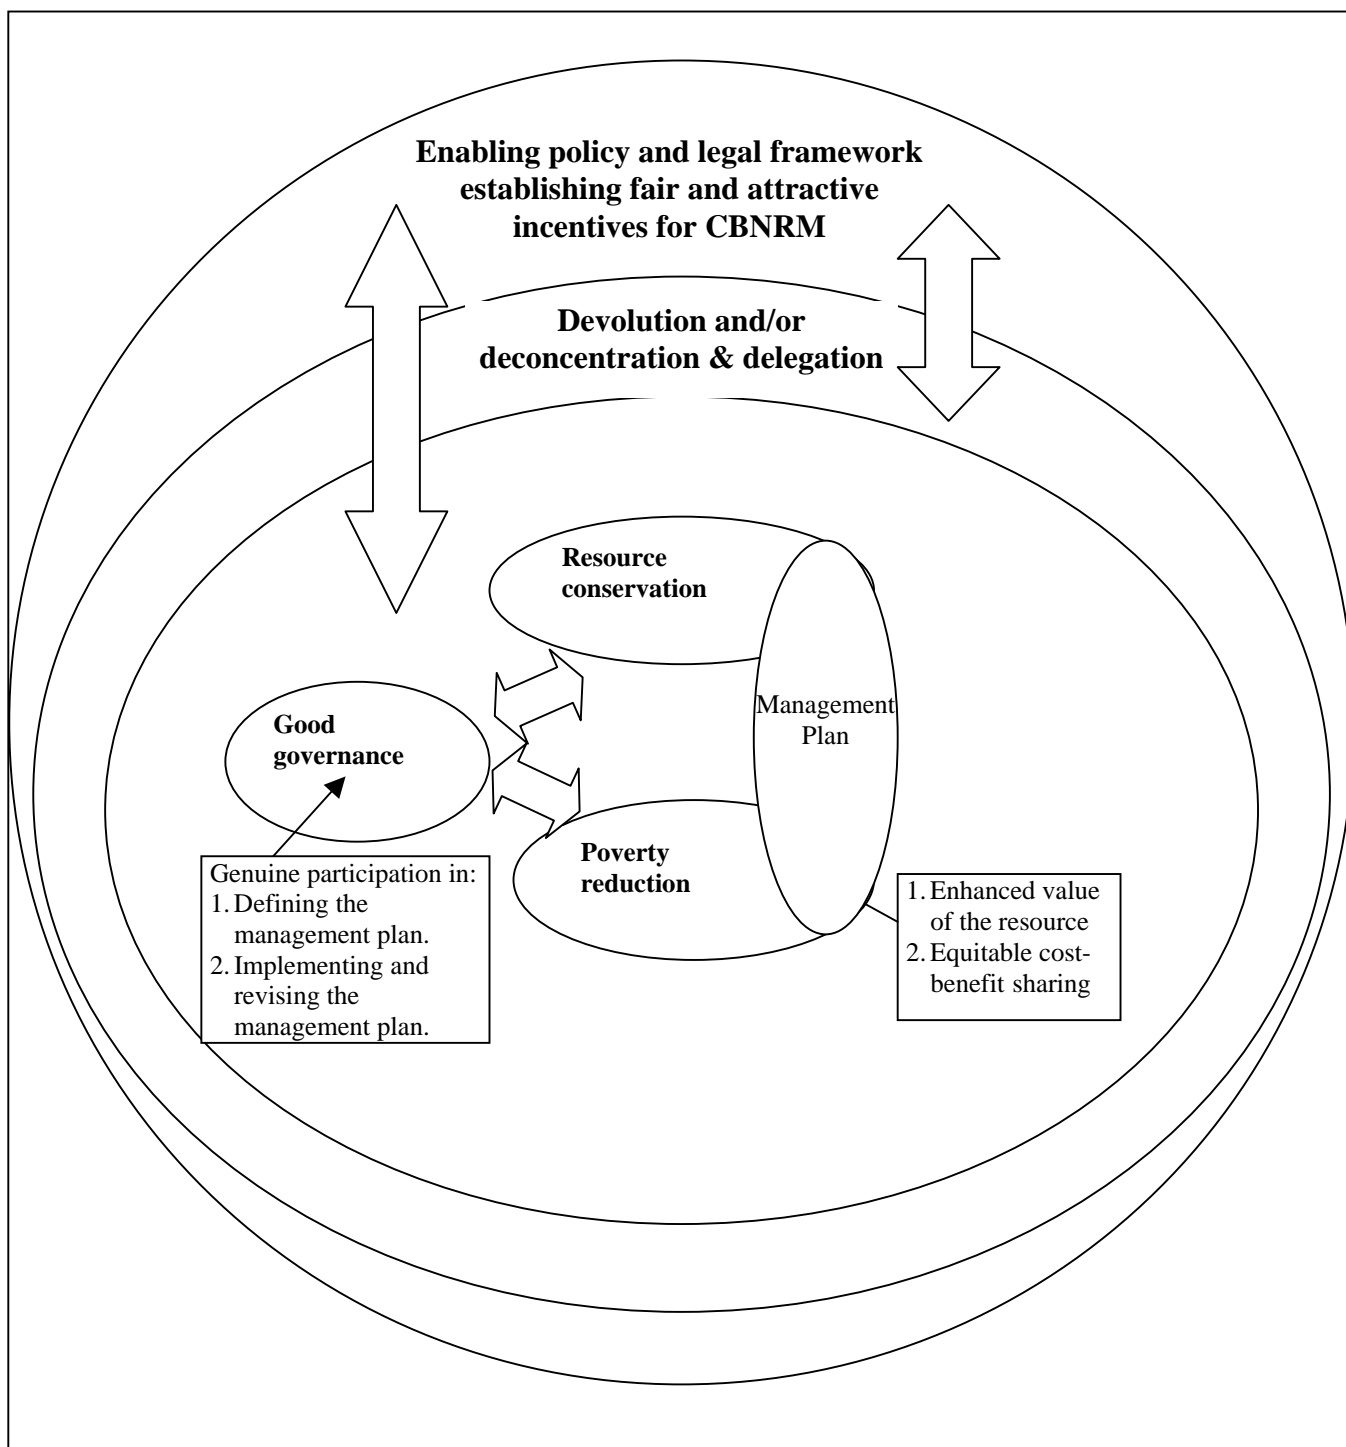 Enabling policy and legal framework
establishing fair and attractive
incentives for CBNRM
Devolution and/or
deconcentration & delegation
Resource
conservation
Management
Plan
Good
governance
Poverty
reduction
Genuine participation in:
1. Defining the
management plan.
2. Implementing and
revising the
management plan.
1. Enhanced value
of the resource
2. Equitable cost-
benefit sharing